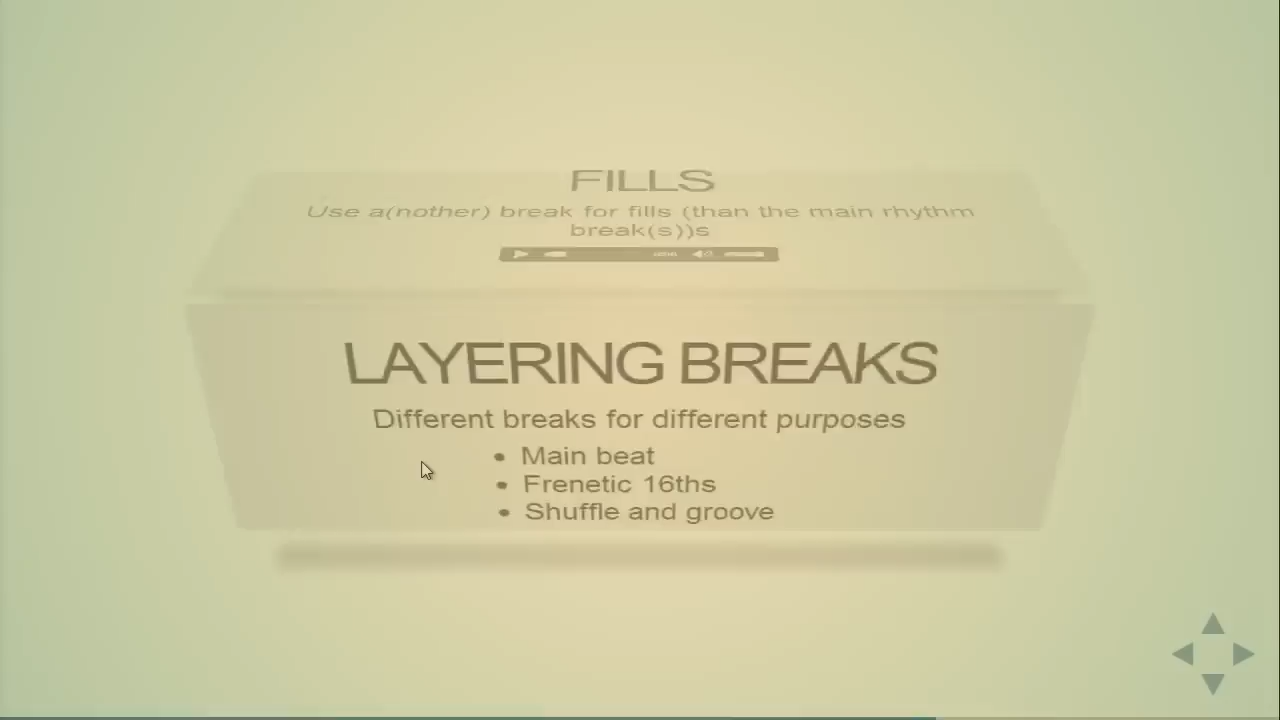 FILLS
Use a(nother) break for fills (than the main rhythm
break(s))s
LAYERING BREAKS
Different breaks for different purposes
• Main beat
• Frenetic 16ths
• Shuffle and groove